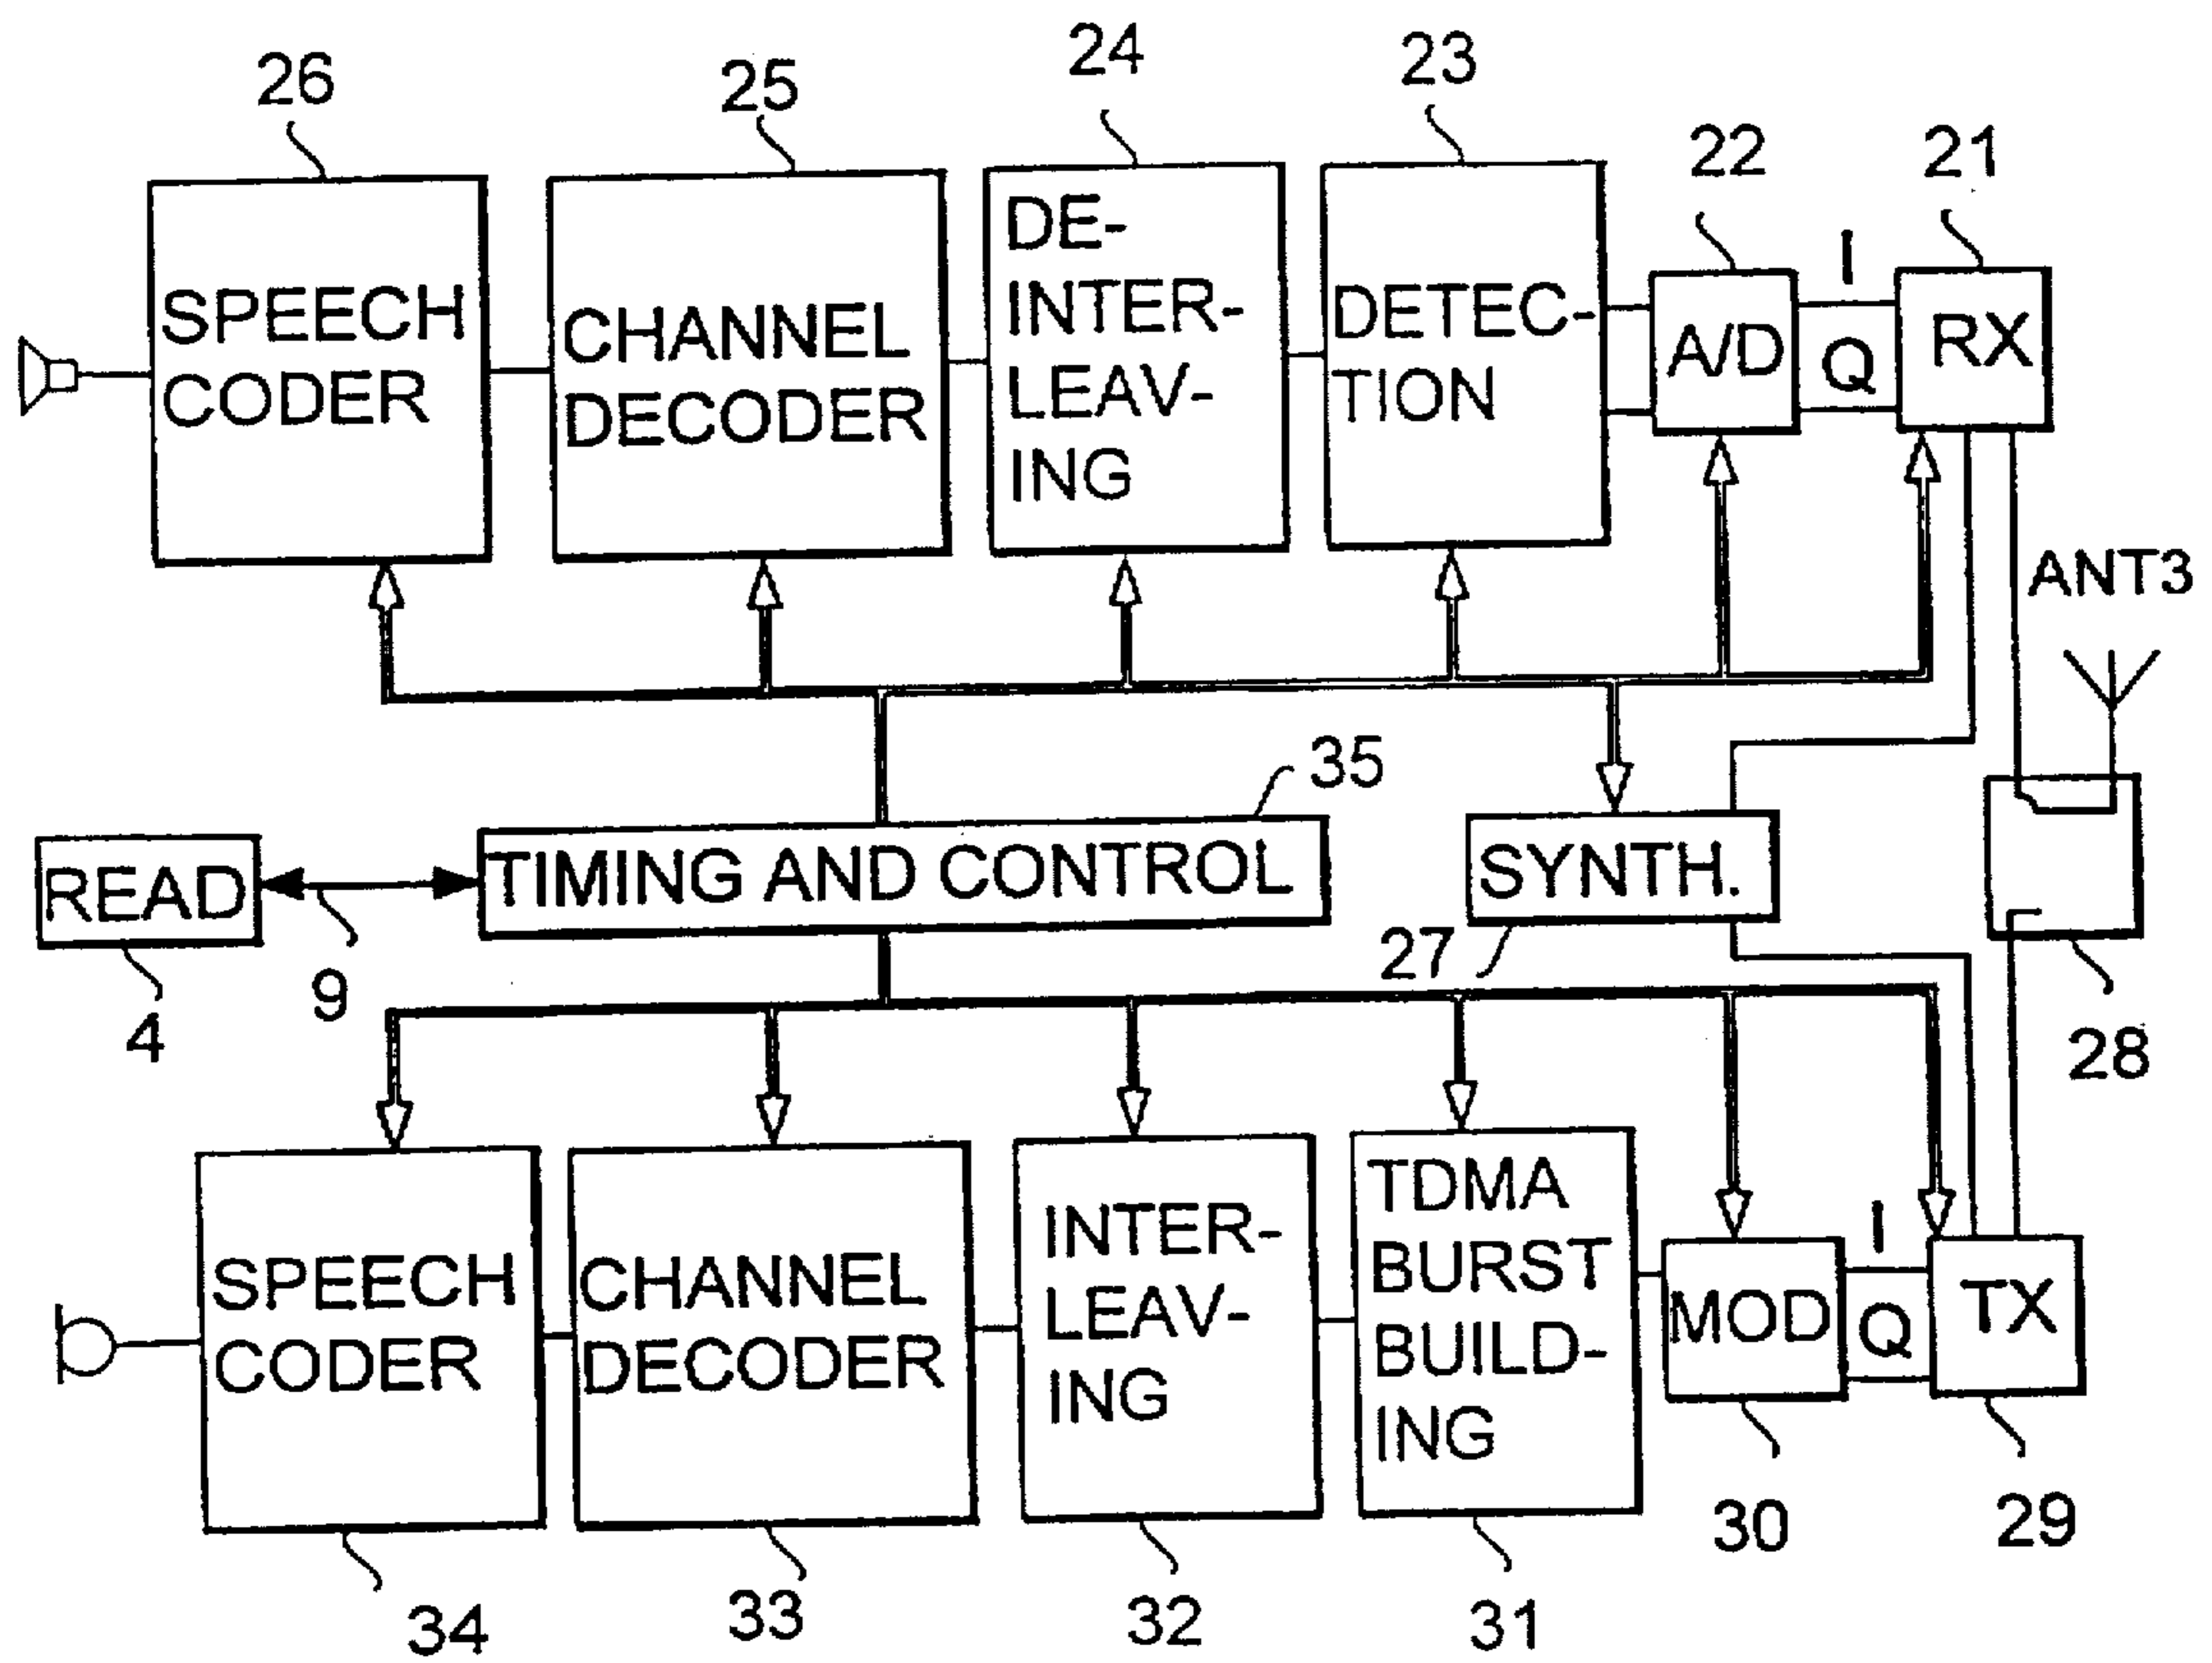 26
25
24
23
22
21
SPEECH
CODER
CHANNEL
DECODER
DE-
INTER-
LEAV-
ING
DETEC-
TION
A/D
I
Q
RX
ANT3
35
READ
TIMING AND CONTROL
SYNTH.
9
4
27
28
SPEECH
CODER
CHANNEL
DECODER
INTER-
LEAV-
ING
TDMA
BURST
BUILD-
ING
MOD
I
Q
TX
34
33
32
31
30
29